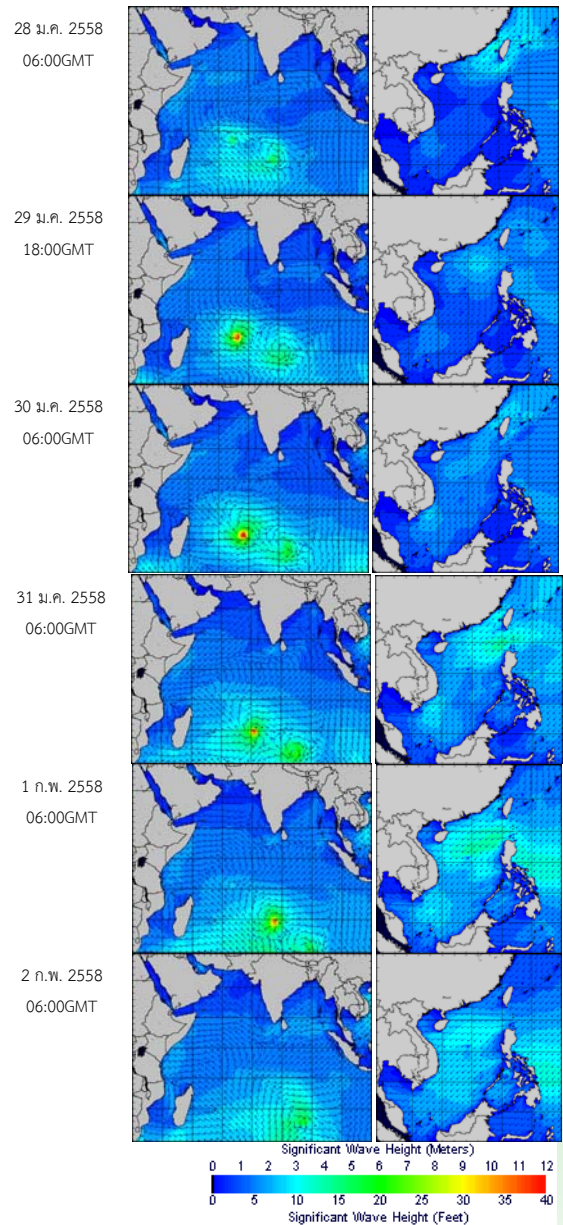 28 ม.ค. 2558
06:00GMT
29 ม.ค. 2558
18:00GMT
30 ม.ค. 2558
06:00GMT
31 ม.ค. 2558
06:00GMT
1 ก.พ. 2558
06:00GMT
2 ก.พ. 2558
06:00GMT
Significant Wave Height (Meters)
0 1 2 3 4 5 6 7 8 9 10 11 12
0 5 10 15 20 25 30 35 40
Significant Wave Height (Feet)